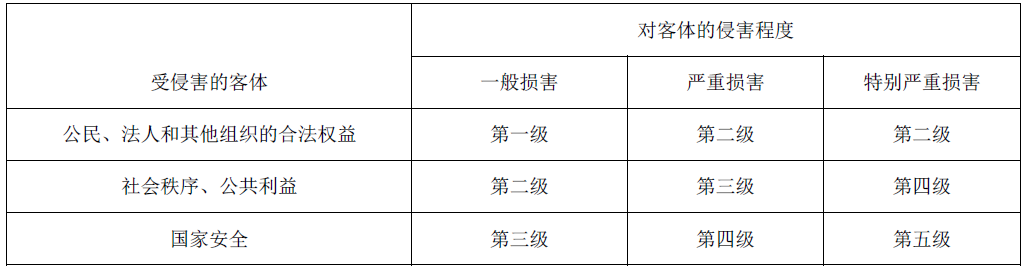 对客体的侵害程度
受侵害的客体 一般损害 严重损害 特别严重损害
公民、法人和其他组织的合法权益 第一级 第二级 第二级
社会秩序、公共利益 第二级 第三级 第四级
国家安全 第三级 第四级 第五级